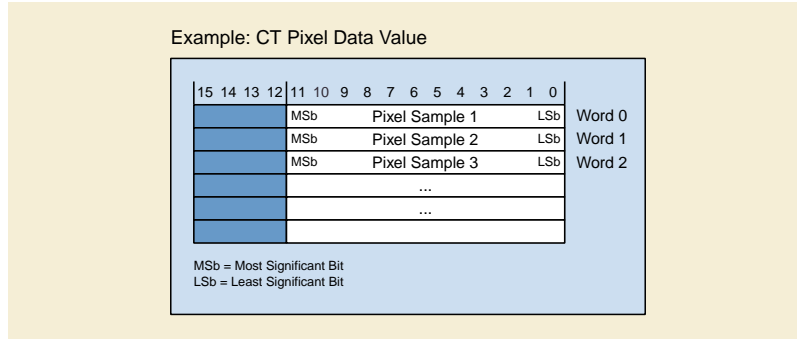 Example: CT Pixel Data Value
15 14 13 12 11 10 9 8 7 6 5 4 3 2 1 0
MSb Pixel Sample 1 LSb Word 0
MSb Pixel Sample 2 LSb Word 1
MSb Pixel Sample 3 LSb Word 2
...
...
MSb = Most Significant Bit
LSb = Least Significant Bit